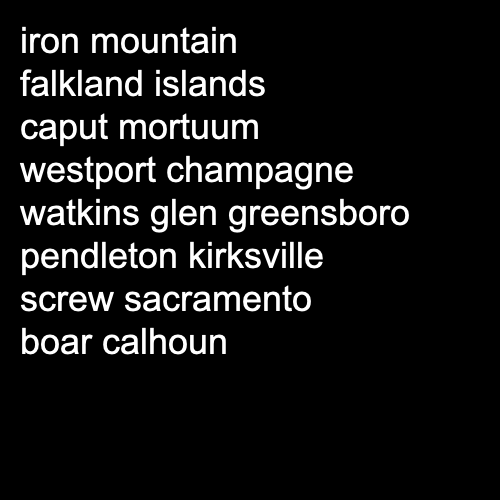 iron mountain
falkland islands
caput mortuum
westport champagne
watkins glen greensboro
pendleton kirksville
screw sacramento
boar calhoun